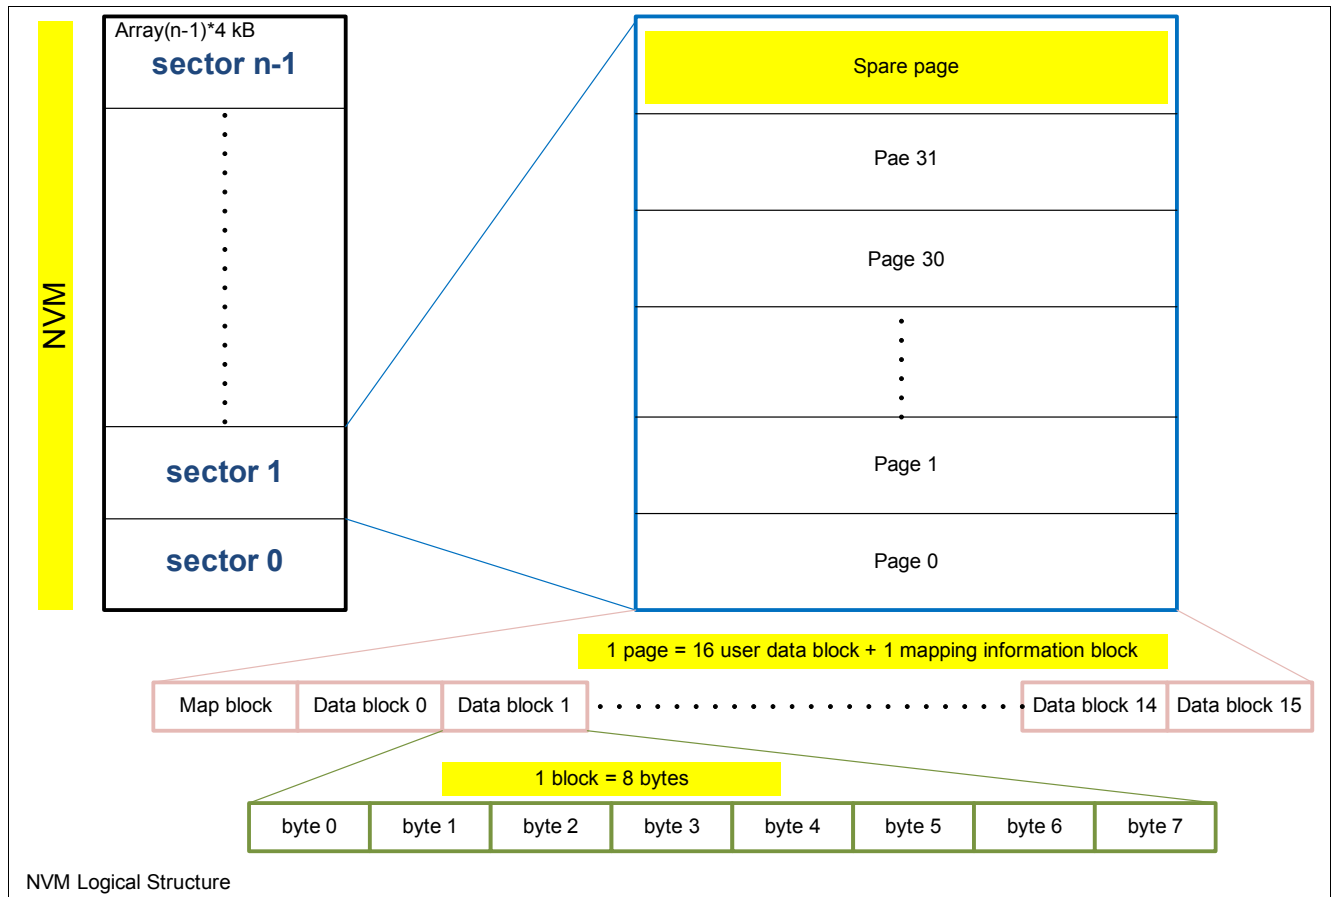 Array(n-1)*4 kB
sector n-1
NVM
sector 1
sector 0
Spare page
Pae 31
Page 30
Page 1
Page 0
1 page = 16 user data block + 1 mapping information block
Map block Data block 0 Data block 1 Data block 14 Data block 15
1 block = 8 bytes
byte 0 byte 1 byte 2 byte 3 byte 4 byte 5 byte 6 byte 7
NVM Logical Structure